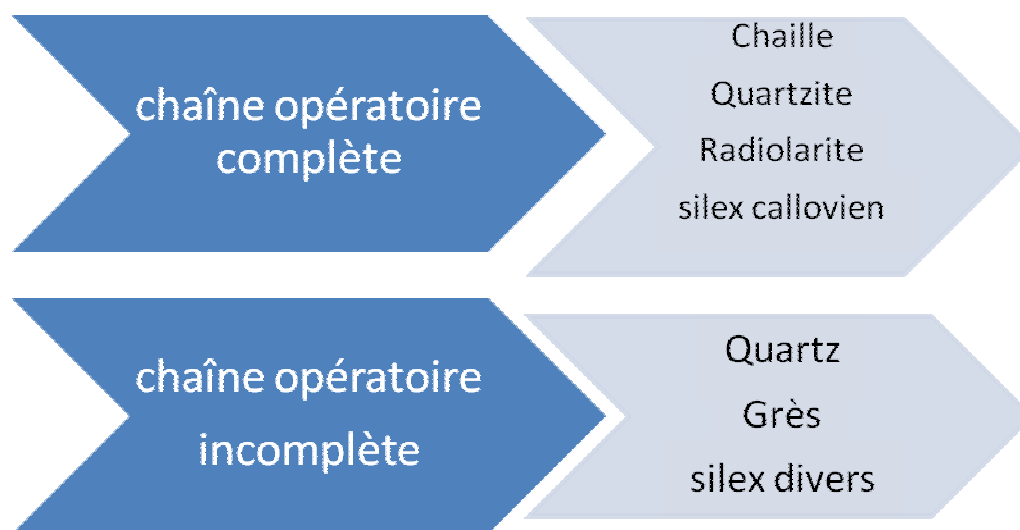 chaîne opératoire
complète
Chaille
Quartzite
Radiolarite
silex callovien
chaîne opératoire
incomplète
Quartz
Grès
silex divers